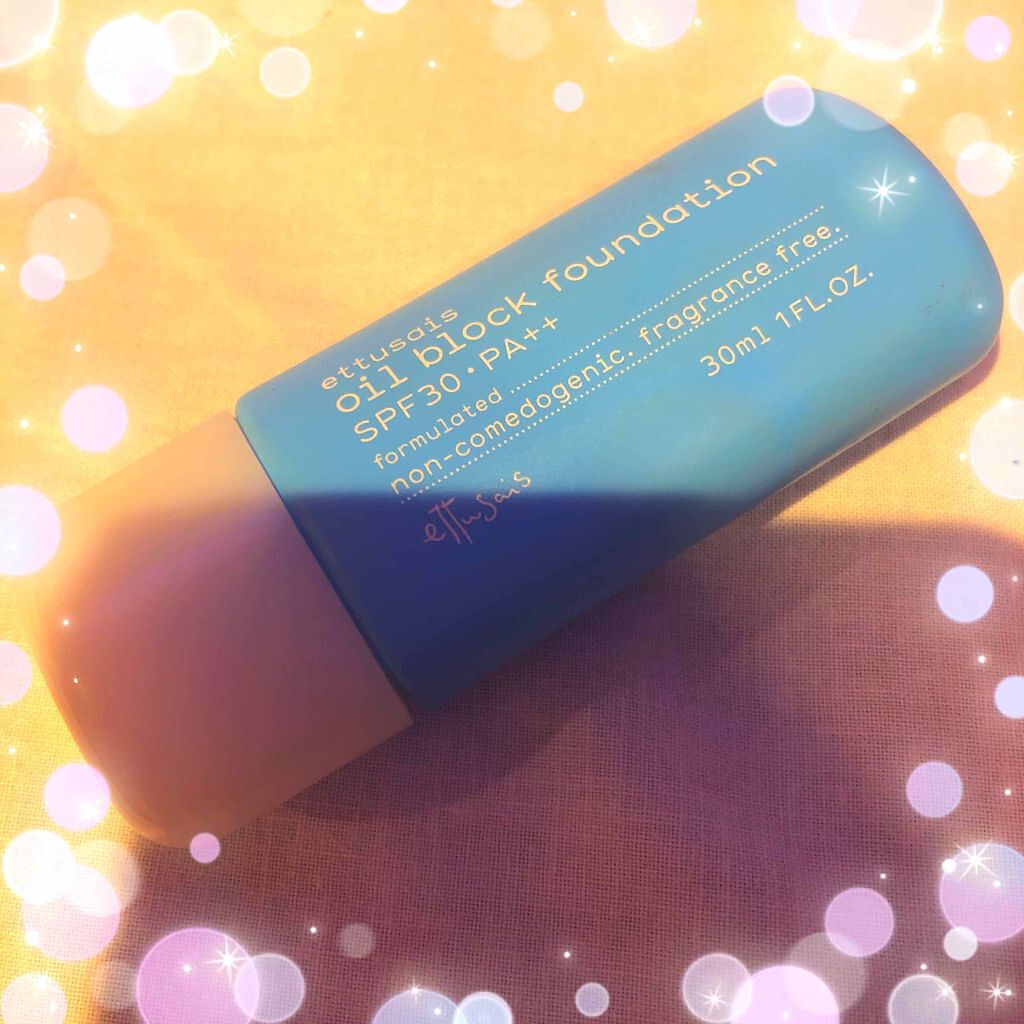 ettusais
oil block foundation
SPF30・PA++
formulated
non-comedogenic. fragrance free.
30ml 1FL.OZ.
ettusais